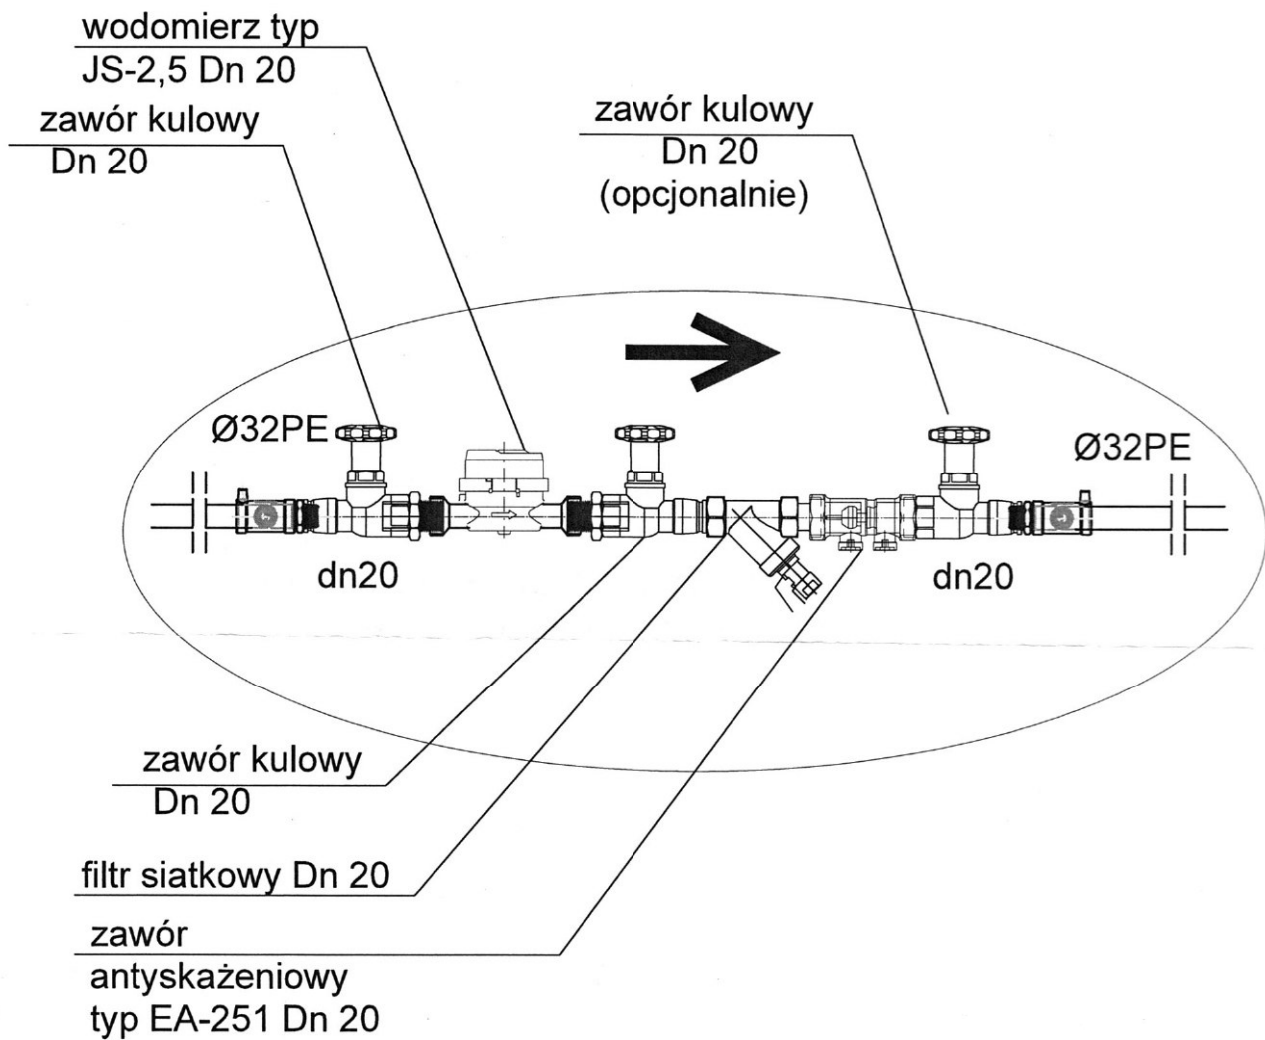 wodomierz typ
JS-2,5 Dn 20
zawór kulowy
Dn 20
zawór kulowy
Dn 20
(opcjonalnie)
Ø32PE
Ø32PE
dn20
dn20
zawór kulowy
Dn 20
filtr siatkowy Dn 20
zawór
antyskażeniowy
typ EA-251 Dn 20